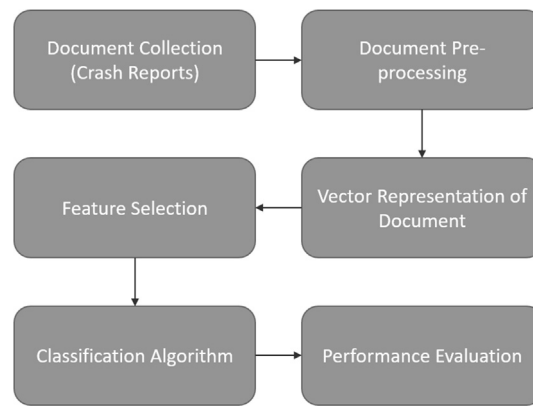 Document Collection
(Crash Reports)
Document Pre-
processing
Vector Representation of
Document
Feature Selection
Classification Algorithm
Performance Evaluation